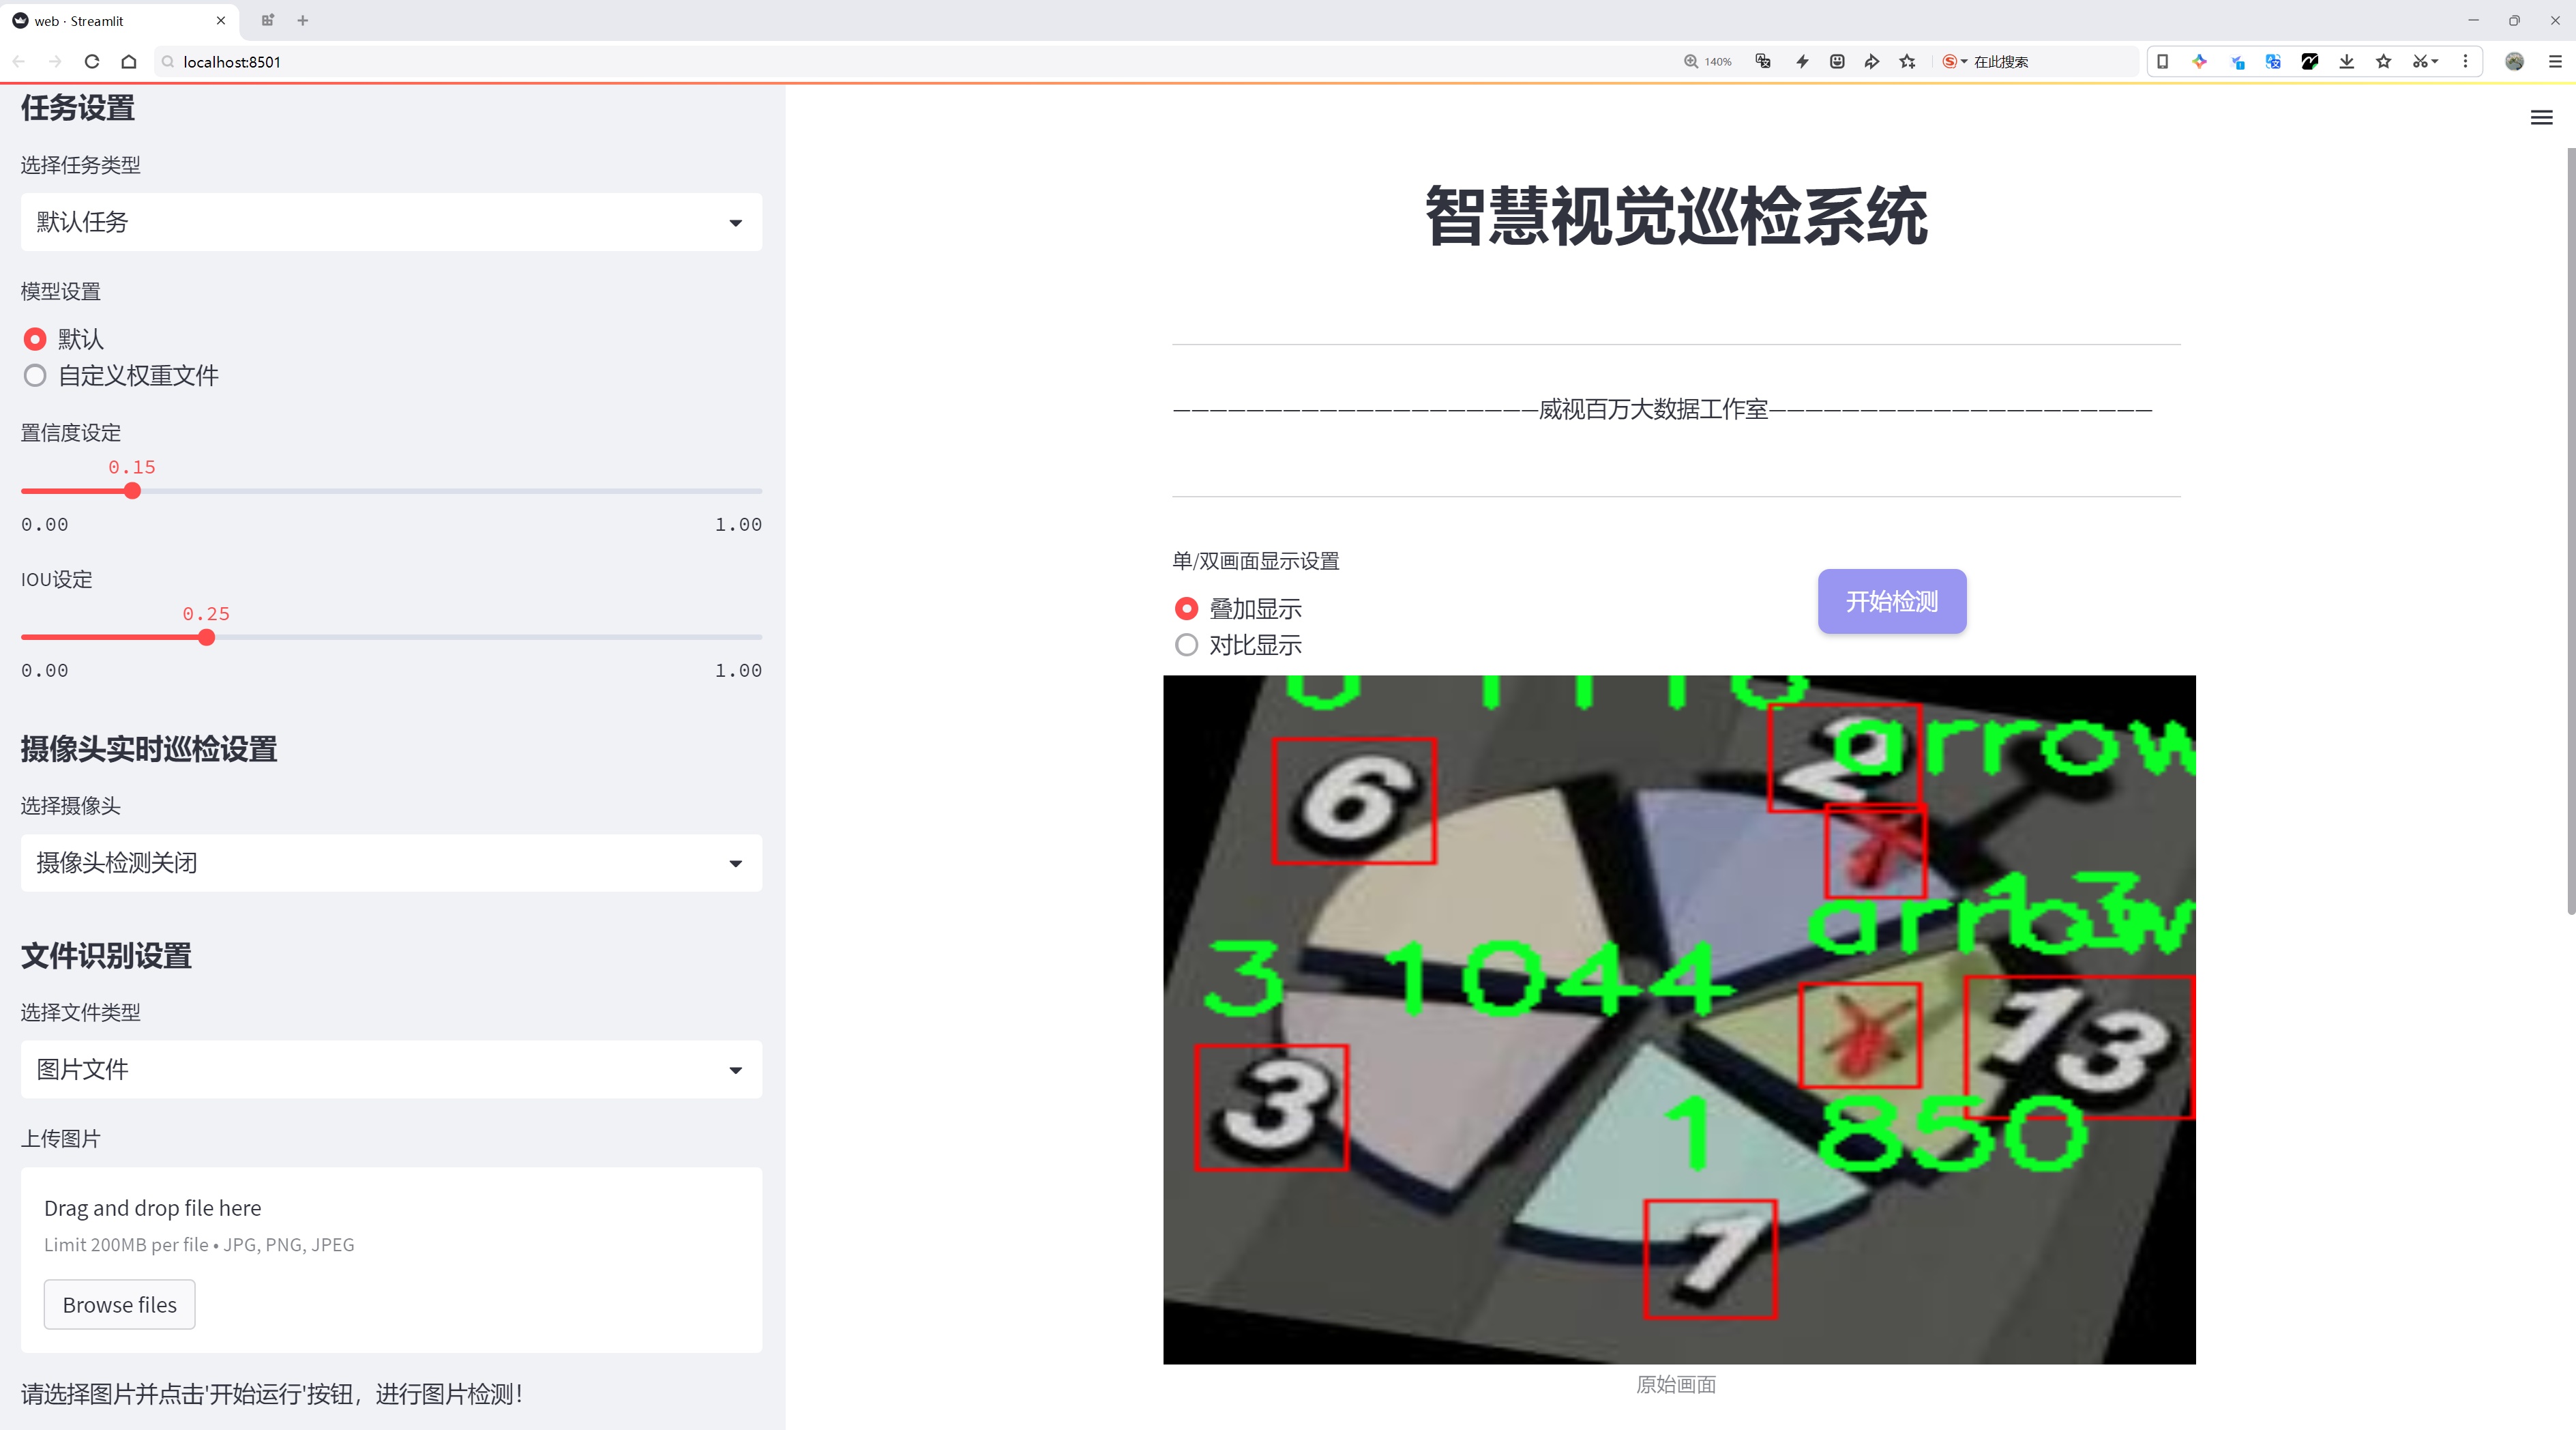 web · Streamlit
localhost:8501
140%
在此搜索
任务设置
选择任务类型
默认任务
模型设置
默认
自定义权重文件
置信度设定
0.15
0.00 1.00
IOU设定
0.25
0.00 1.00
摄像头实时巡检设置
选择摄像头
摄像头检测关闭
文件识别设置
选择文件类型
图片文件
上传图片
Drag and drop file here
Limit 200MB per file • JPG, PNG, JPEG
Browse files
请选择图片并点击'开始运行'按钮，进行图片检测！
智慧视觉巡检系统
—————————————————————威视百万大数据工作室—————————————————————
单/双画面显示设置
叠加显示
对比显示
开始检测
arrow
6
2
13
arrow
3 1044
13
3
1 850
1
原始画面